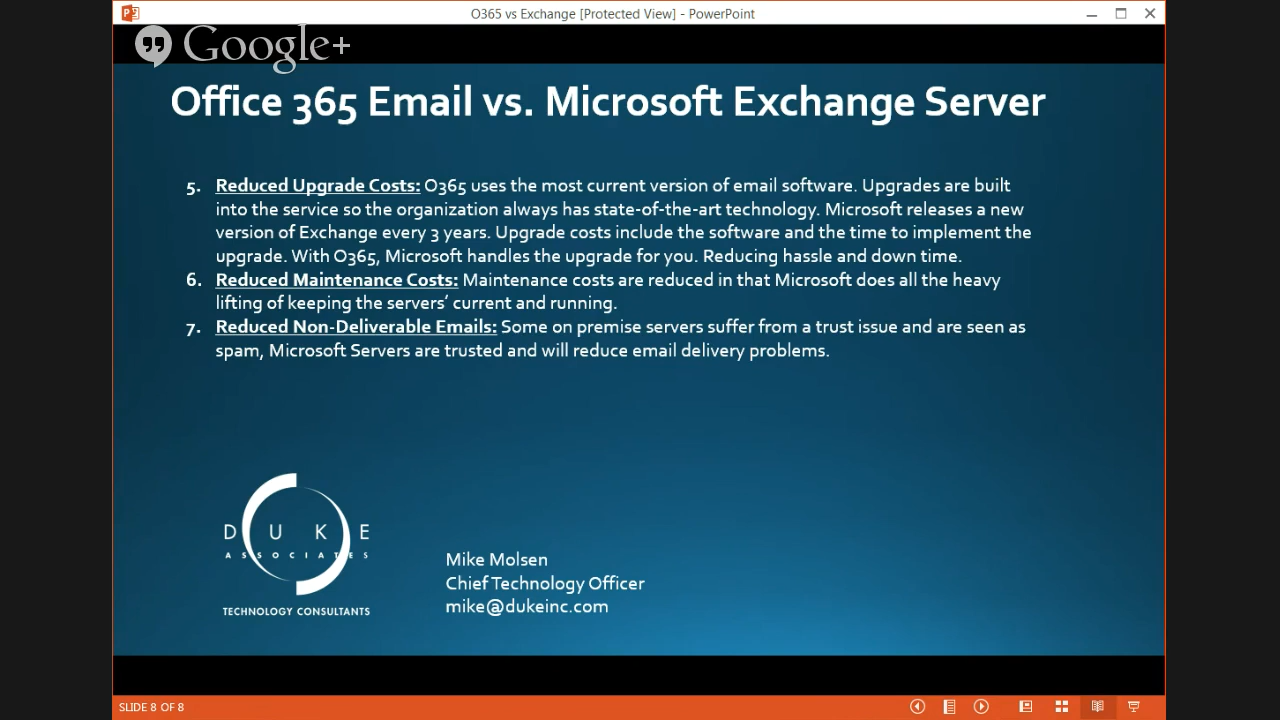 O365 vs Exchange [Protected View] - PowerPoint
Google+
Office 365 Email vs. Microsoft Exchange Server
5. Reduced Upgrade Costs: O365 uses the most current version of email software. Upgrades are built
into the service so the organization always has state-of-the-art technology. Microsoft releases a new
version of Exchange every 3 years. Upgrade costs include the software and the time to implement the
upgrade. With O365, Microsoft handles the upgrade for you. Reducing hassle and down time.
6. Reduced Maintenance Costs: Maintenance costs are reduced in that Microsoft does all the heavy
lifting of keeping the servers’ current and running.
7. Reduced Non-Deliverable Emails: Some on premise servers suffer from a trust issue and are seen as
spam, Microsoft Servers are trusted and will reduce email delivery problems.
DUKE
ASSOCIATES
TECHNOLOGY CONSULTANTS
Mike Molsen
Chief Technology Officer
mike@dukeinc.com
SLIDE 8 OF 8